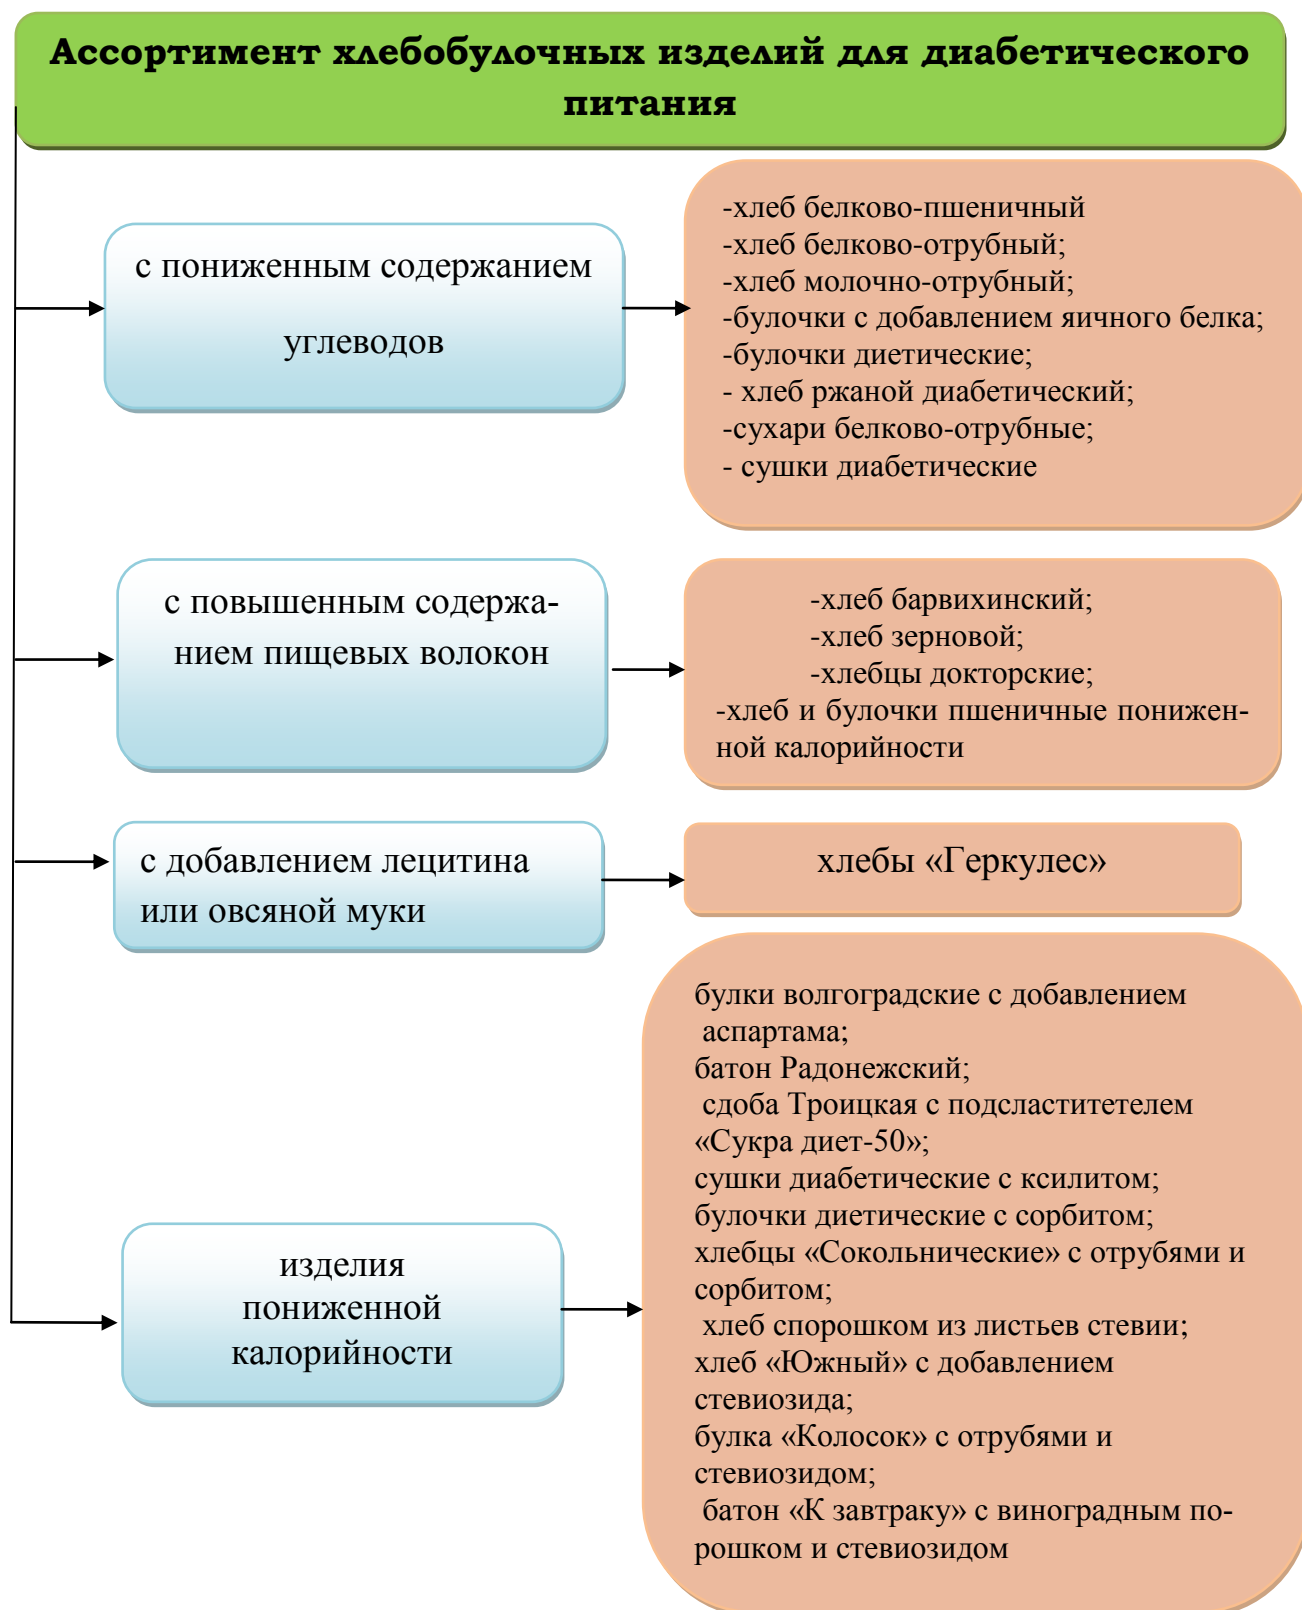 Ассортимент хлебобулочных изделий для диабетического
питания
с пониженным содержанием
углеводов
-хлеб белково-пшеничный
-хлеб белково-отрубный;
-хлеб молочно-отрубный;
-булочки с добавлением яичного белка;
-булочки диетические;
- хлеб ржаной диабетический;
-сухари белково-отрубные;
- сушки диабетические
с повышенным содержа-
нием пищевых волокон
-хлеб барвихинский;
-хлеб зерновой;
-хлебцы докторские;
-хлеб и булочки пшеничные понижен-
ной калорийности
с добавлением лецитина
или овсяной муки
хлебы «Геркулес»
изделия
пониженной
калорийности
булки волгоградские с добавлением
аспартама;
батон Радонежский;
сдоба Троицкая с подсластитетелем
«Сукра диет-50»;
сушки диабетические с ксилитом;
булочки диетические с сорбитом;
хлебцы «Сокольнические» с отрубями и
сорбитом;
хлеб спорошком из листьев стевии;
хлеб «Южный» с добавлением
стевиозида;
булка «Колосок» с отрубями и
стевиозидом;
батон «К завтраку» с виноградным по-
рошком и стевиозидом